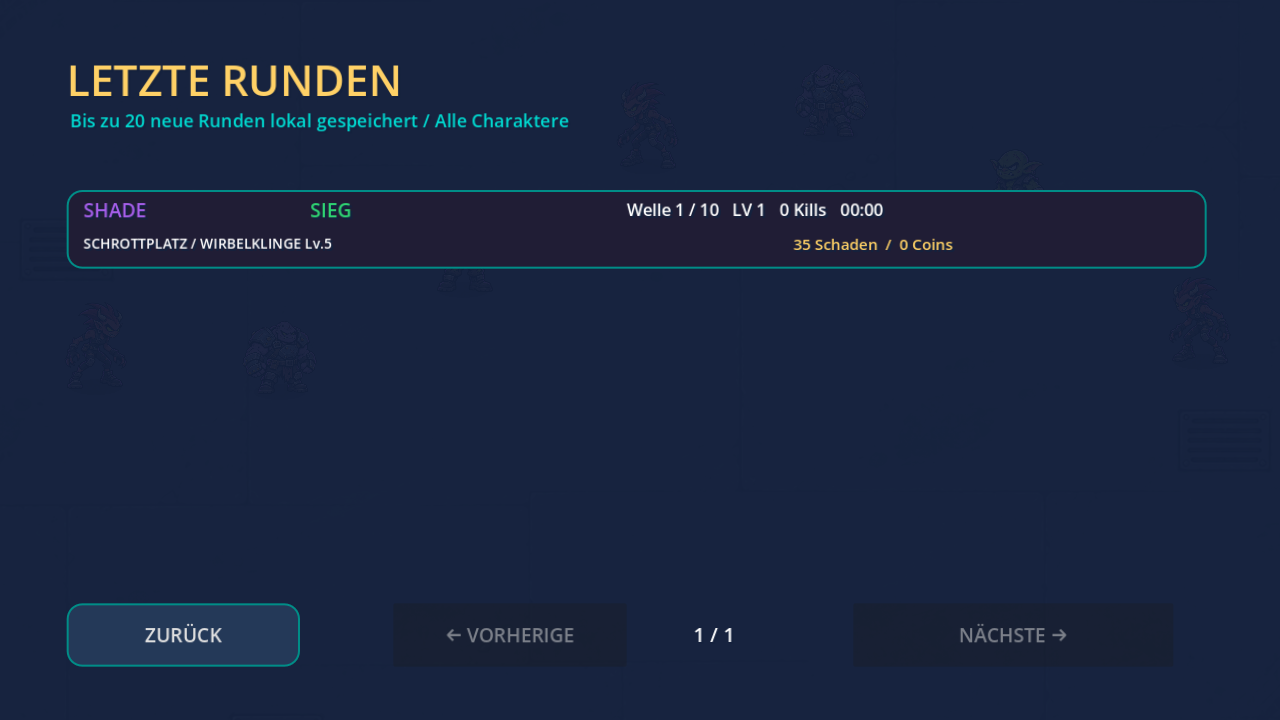 LETZTE RUNDEN
Bis zu 20 neue Runden lokal gespeichert / Alle Charaktere
SHADE SIEG Welle 1 / 10 LV 1 0 Kills 00:00
SCHROTTPLATZ / WIRBELKLINGE Lv.5 35 Schaden / 0 Coins
ZURÜCK ← VORHERIGE 1 / 1 NÄCHSTE →